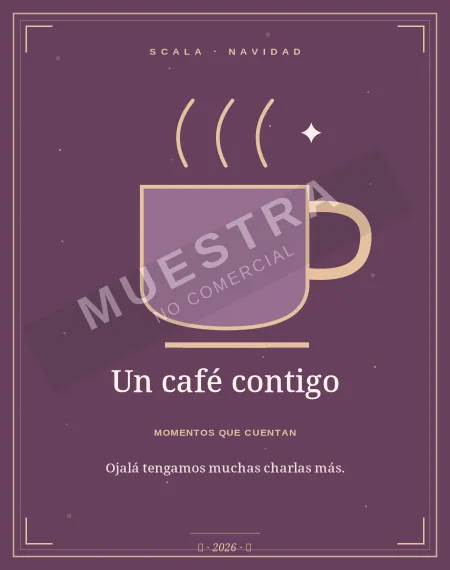 SCALA · NAVIDAD
MUESTRA
NO COMERCIAL
Un café contigo
MOMENTOS QUE CUENTAN
Ojalá tengamos muchas charlas más.
· 2026 ·